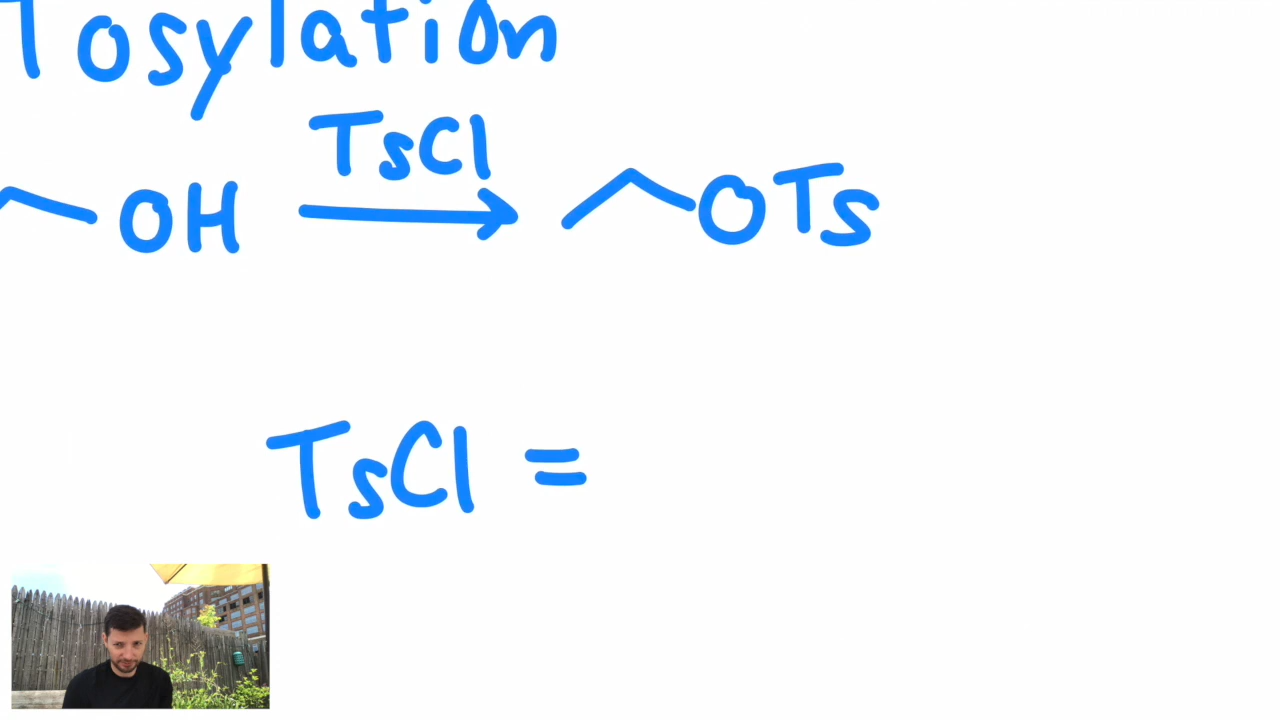 Tosylation
TsCl
OH
OTs
TsCl =